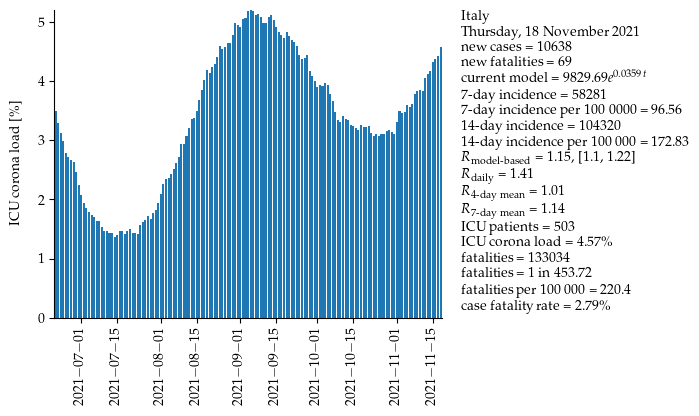 5
4
3
2
1
0
ICU corona load [%]
2021−07−01
2021−07−15
2021−08−01
2021−08−15
2021−09−01
2021−09−15
2021−10−01
2021−10−15
2021−11−01
2021−11−15
Italy
Thursday, 18 November 2021
new cases = 10638
new fatalities = 69
current model = 9829.69e^0.0359 t
7-day incidence = 58281
7-day incidence per 100 0000 = 96.56
14-day incidence = 104320
14-day incidence per 100 000 = 172.83
R_model-based = 1.15, [1.1, 1.22]
R_daily = 1.41
R_4-day mean = 1.01
R_7-day mean = 1.14
ICU patients = 503
ICU corona load = 4.57%
fatalities = 133034
fatalities = 1 in 453.72
fatalities per 100 000 = 220.4
case fatality rate = 2.79%